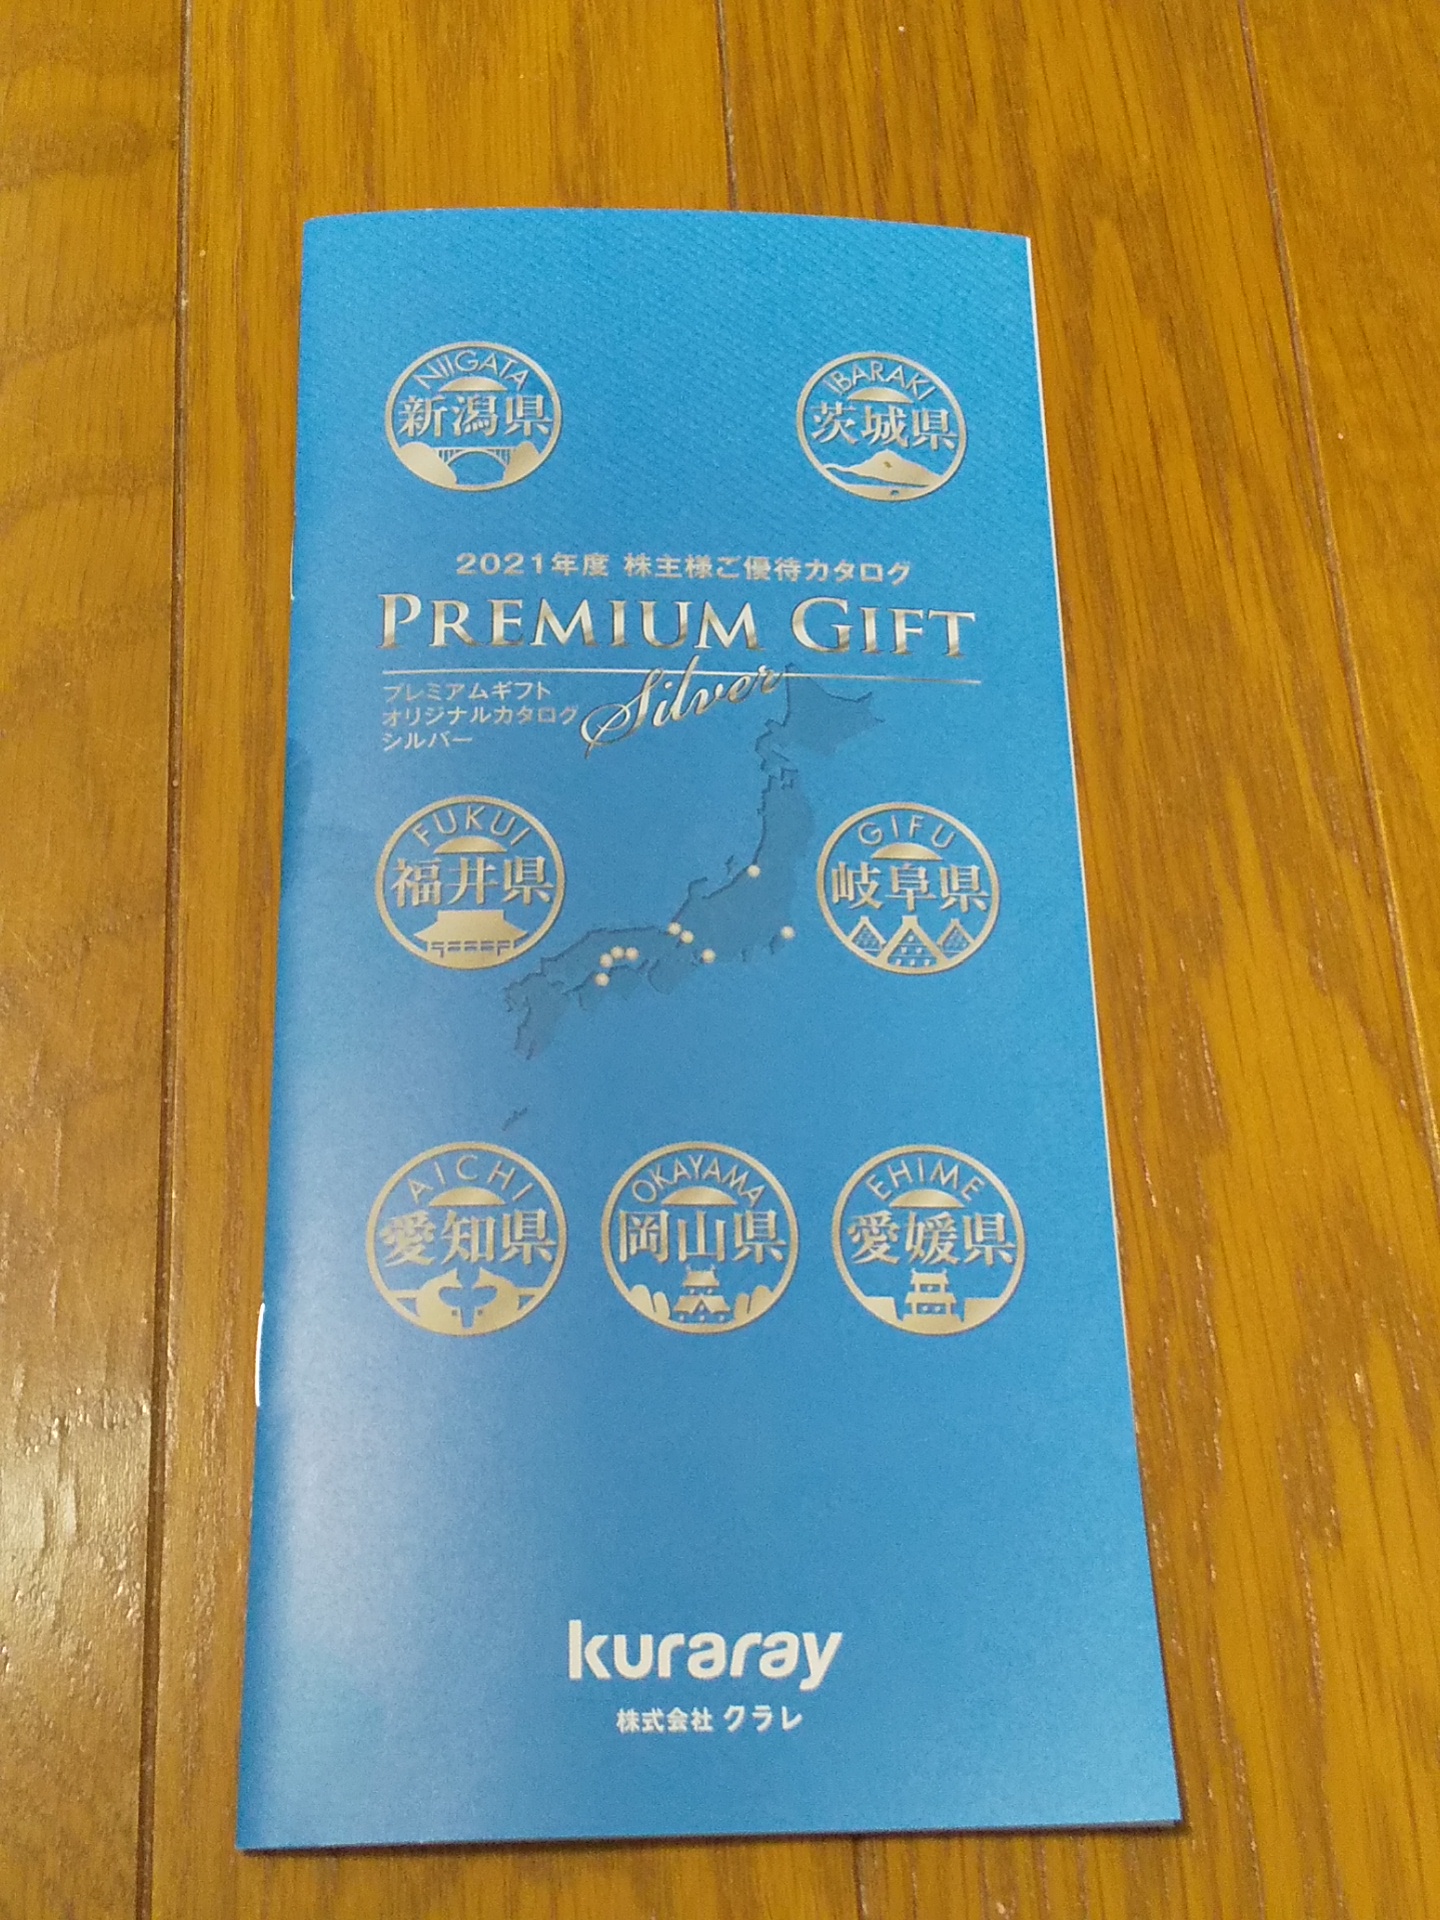 NIIGATA
新潟県
IBARAKI
茨城県
2021年度 株主様ご優待カタログ
PREMIUM GIFT
Silver
プレミアムギフト
オリジナルカタログ
シルバー
FUKUI
福井県
GIFU
岐阜県
AICHI
愛知県
OKAYAMA
岡山県
EHIME
愛媛県
kuraray
株式会社 クラレ